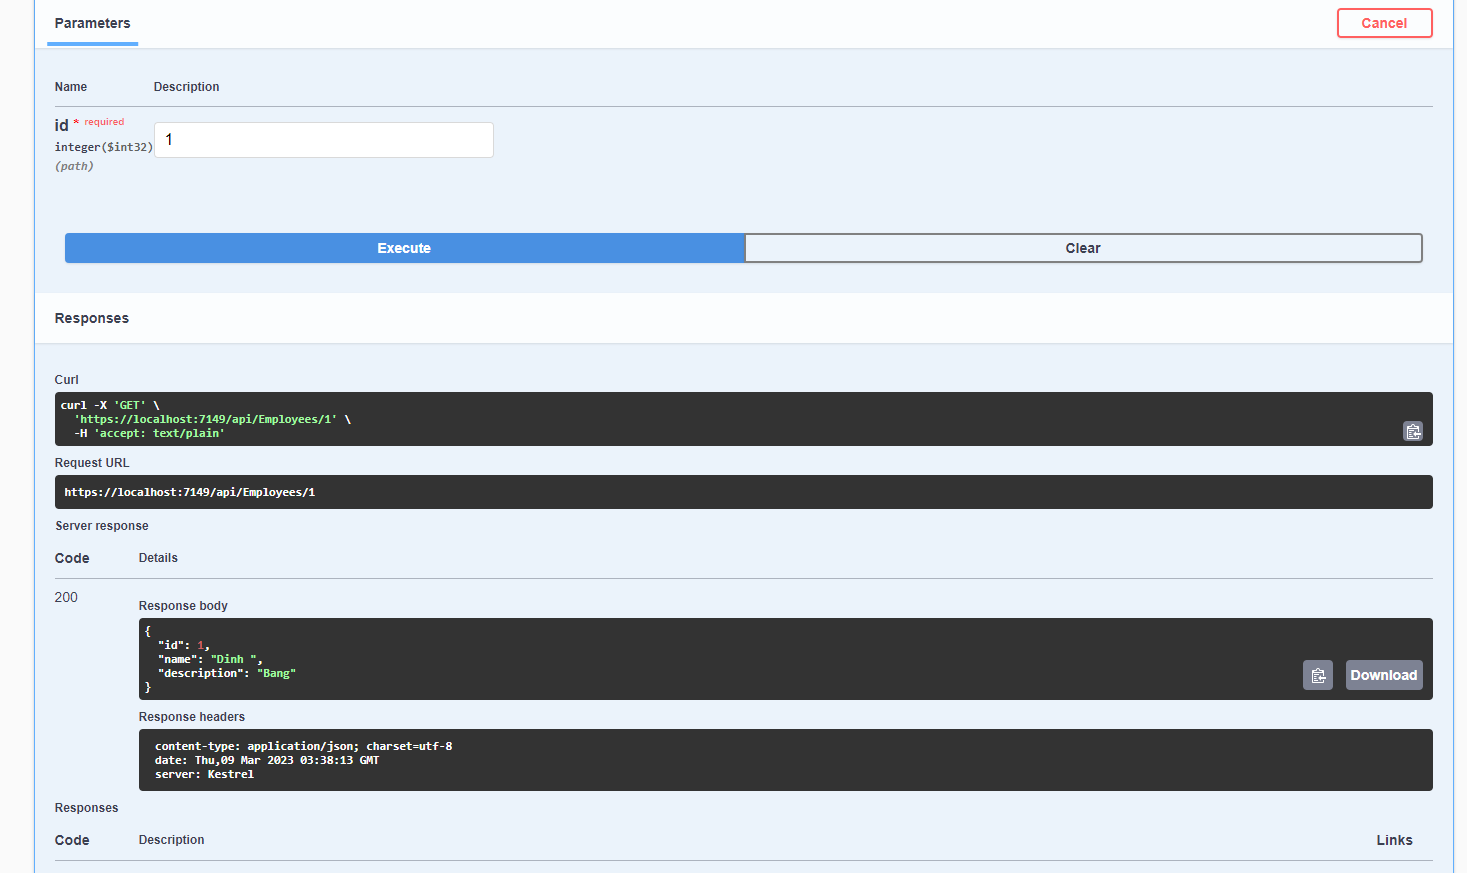 Parameters
Cancel
Name Description
id * required
integer($int32)
1
(path)
Execute
Clear
Responses
Curl
curl -X 'GET' \
  'https://localhost:7149/api/Employees/1' \
  -H 'accept: text/plain'
Request URL
https://localhost:7149/api/Employees/1
Server response
Code Details
200
Response body
{
  "id": 1,
  "name": "Dinh ",
  "description": "Bang"
}
Download
Response headers
content-type: application/json; charset=utf-8
date: Thu,09 Mar 2023 03:38:13 GMT
server: Kestrel
Responses
Code Description Links